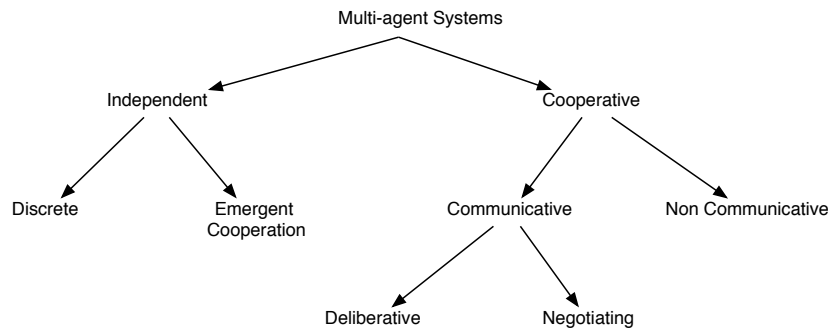 Multi-agent Systems
Independent
Cooperative
Discrete
Emergent
Cooperation
Communicative
Non Communicative
Deliberative
Negotiating